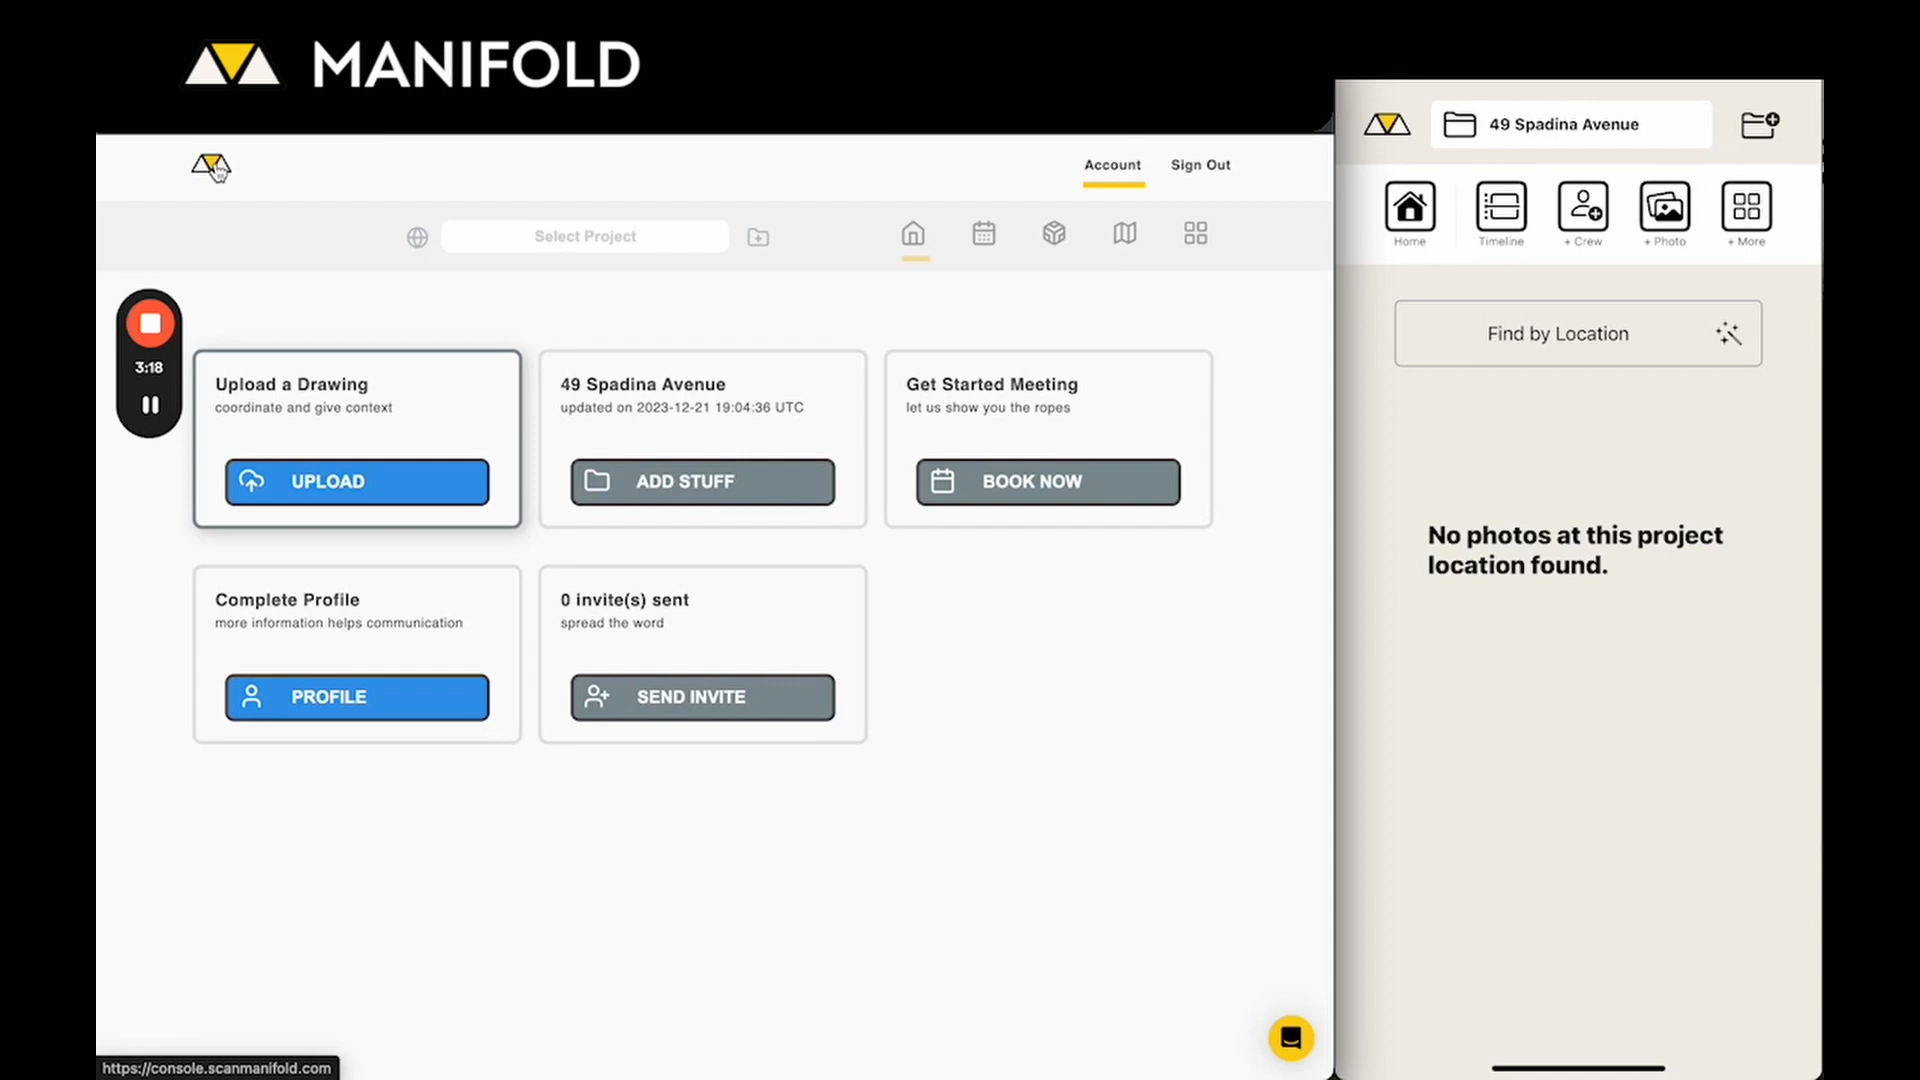 MANIFOLD
Account
Sign Out
Select Project
3:18
Upload a Drawing
coordinate and give context
UPLOAD
49 Spadina Avenue
updated on 2023-12-21 19:04:36 UTC
ADD STUFF
Get Started Meeting
let us show you the ropes
BOOK NOW
Complete Profile
more information helps communication
PROFILE
0 invite(s) sent
spread the word
SEND INVITE
https://console.scanmanifold.com
49 Spadina Avenue
Home
Timeline
+ Crew
+ Photo
+ More
Find by Location
No photos at this project
location found.